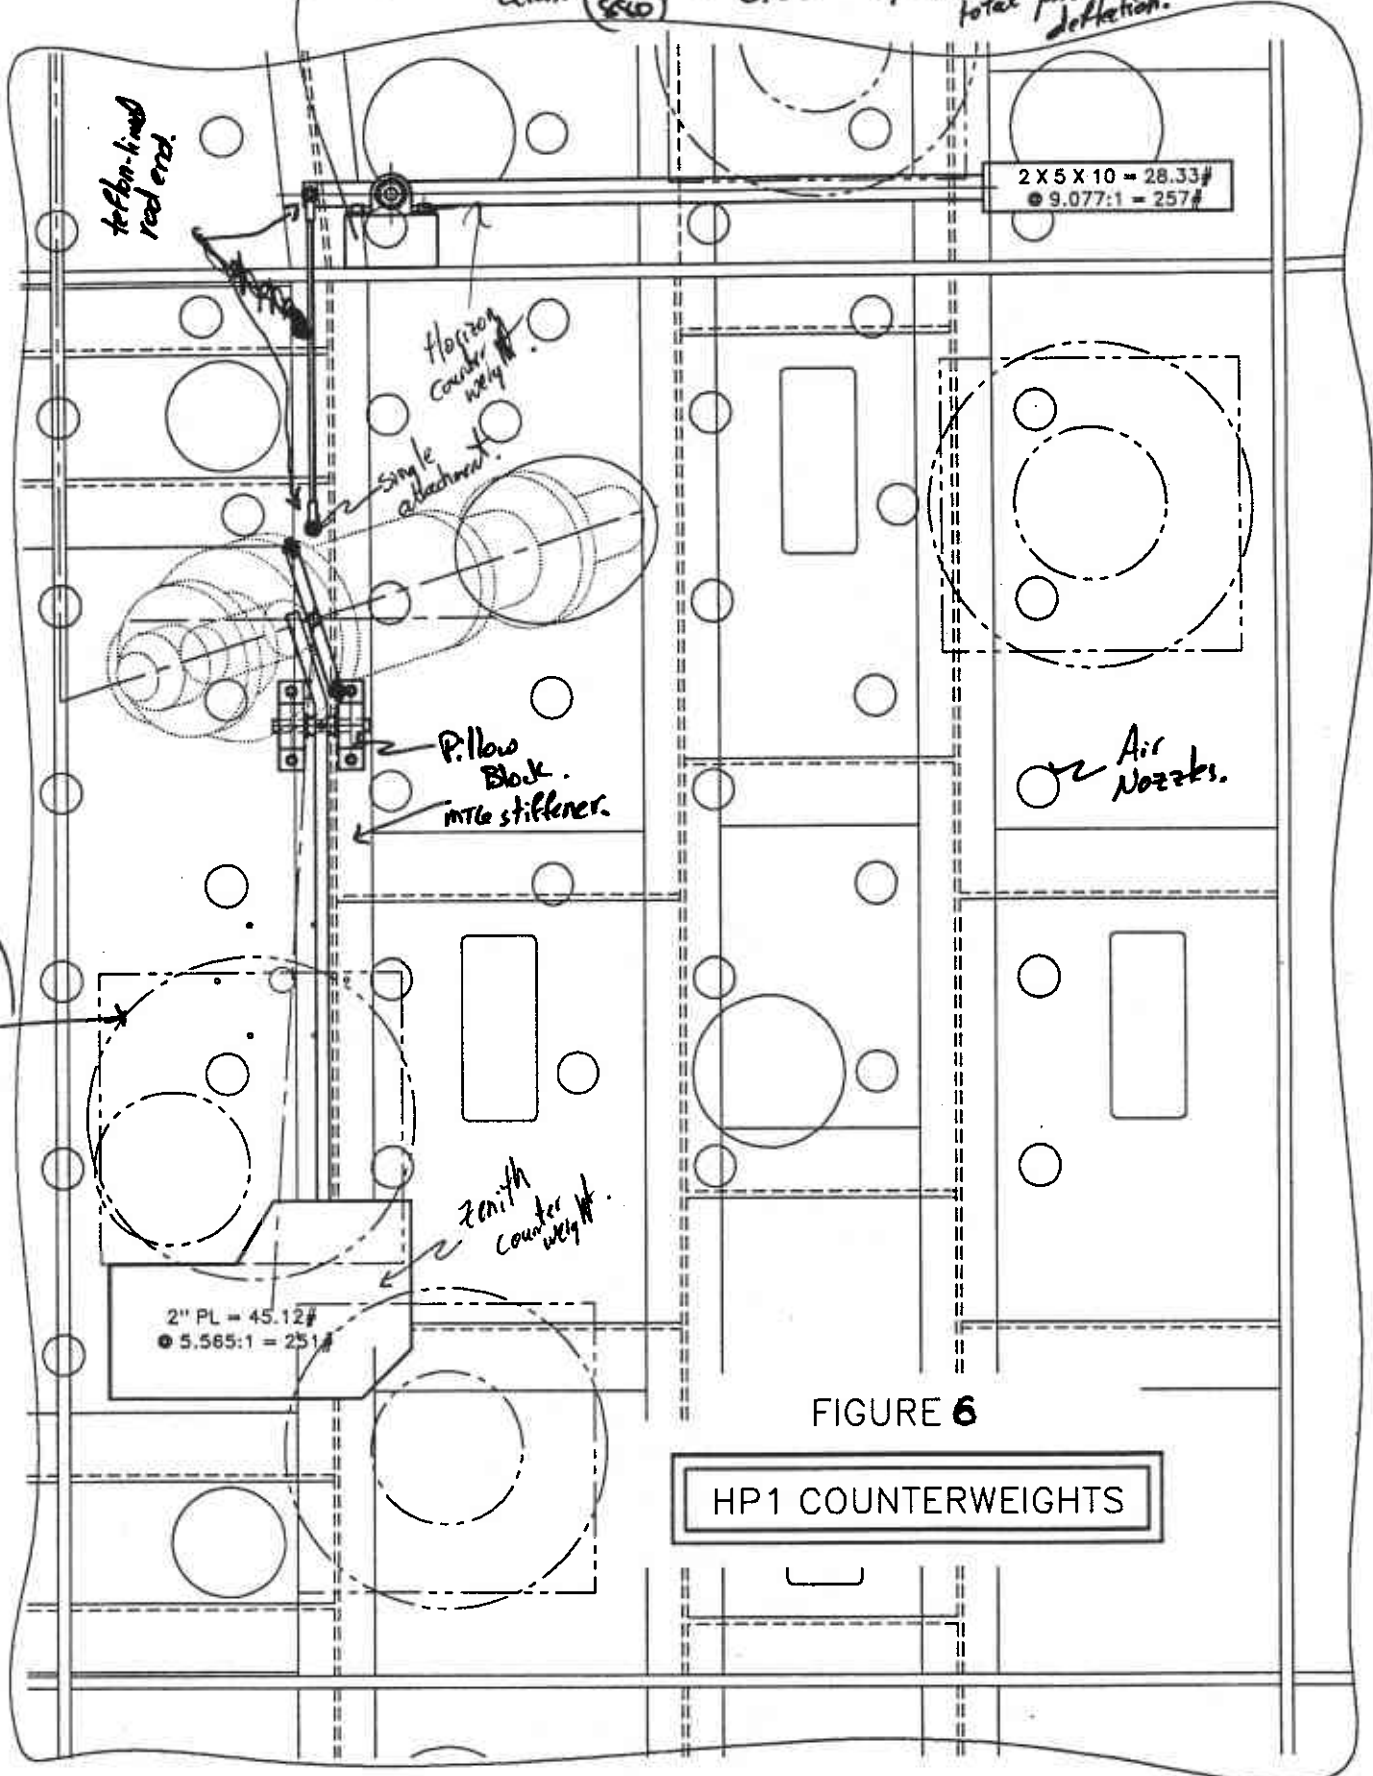 total
deflection.
teflon-lined
rod end.
2 X 5 X 10 = 28.33#
@ 9.077:1 = 257#
Horizon
counter
weight.
Single
attachment.
Pillow
Block.
MTG stiffener.
Air
Nozzles.
Zenith
counter
weight.
2" PL = 45.12#
@ 5.565:1 = 251#
FIGURE 6
HP1 COUNTERWEIGHTS